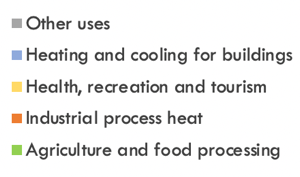 Other uses
Heating and cooling for buildings
Health, recreation and tourism
Industrial process heat
Agriculture and food processing